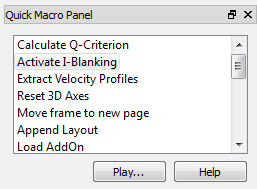 Quick Macro Panel
Calculate Q-Criterion
Activate I-Blanking
Extract Velocity Profiles
Reset 3D Axes
Move frame to new page
Append Layout
Load AddOn
Play... Help